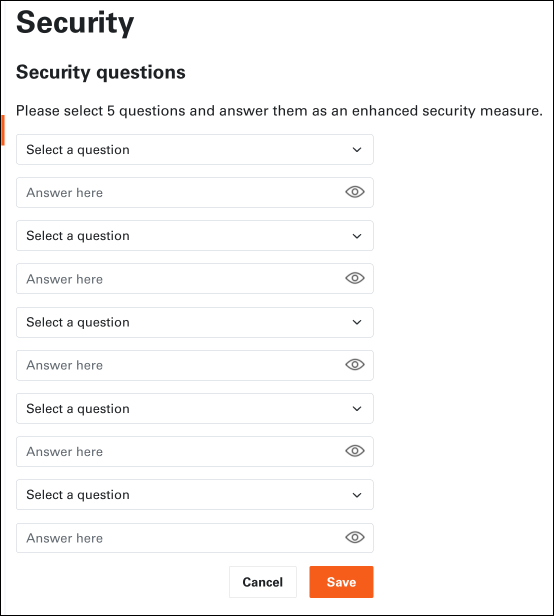 Security
Security questions
Please select 5 questions and answer them as an enhanced security measure.
Select a question
Answer here
Select a question
Answer here
Select a question
Answer here
Select a question
Answer here
Select a question
Answer here
Cancel Save